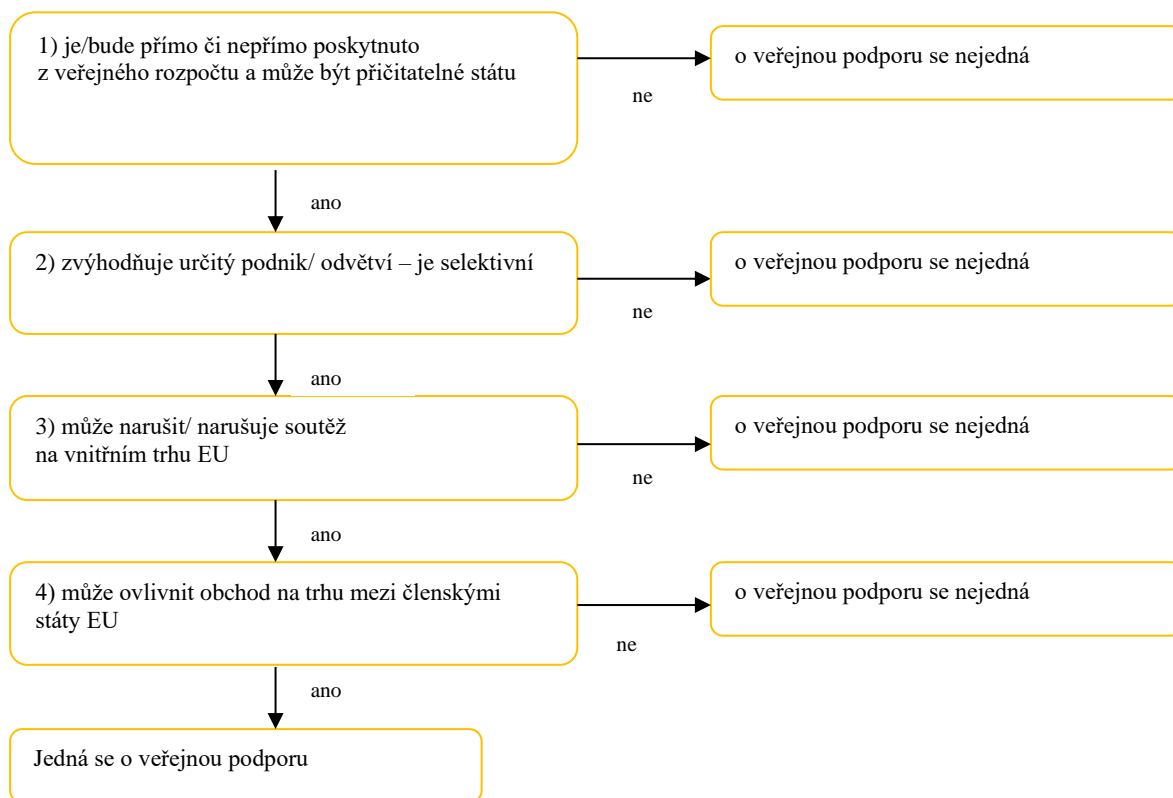 1) je/bude přímo či nepřímo poskytnuto
z veřejného rozpočtu a může být přičitatelné státu
o veřejnou podporu se nejedná
ne
ano
2) zvýhodňuje určitý podnik/ odvětví – je selektivní
o veřejnou podporu se nejedná
ne
ano
3) může narušit/ narušuje soutěž
na vnitřním trhu EU
o veřejnou podporu se nejedná
ne
ano
4) může ovlivnit obchod na trhu mezi členskými
státy EU
o veřejnou podporu se nejedná
ne
ano
Jedná se o veřejnou podporu